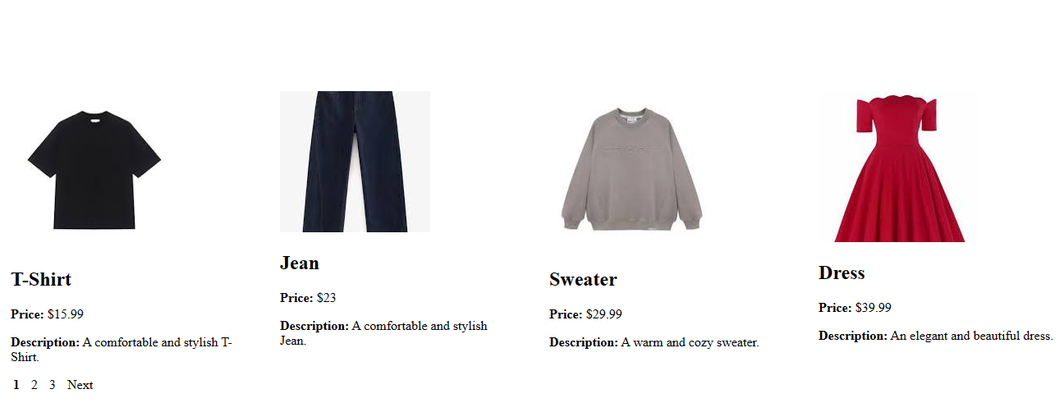 T-Shirt
Price: $15.99
Description: A comfortable and stylish T-
Shirt.
Jean
Price: $23
Description: A comfortable and stylish
Jean.
Sweater
Price: $29.99
Description: A warm and cozy sweater.
Dress
Price: $39.99
Description: An elegant and beautiful dress.
1 2 3 Next